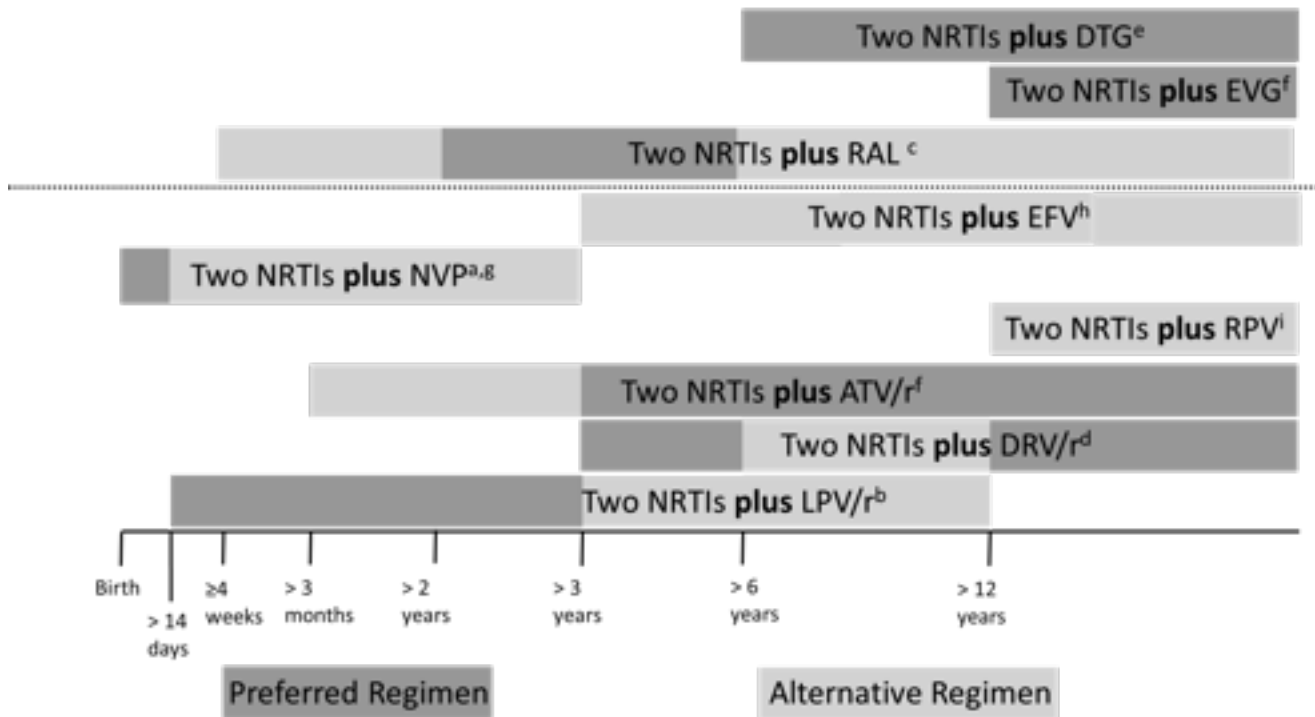 Two NRTIs plus DTGᵉ
Two NRTIs plus EVGᶠ
Two NRTIs plus RAL ᶜ
Two NRTIs plus EFVʰ
Two NRTIs plus NVPᵃ,ᵍ
Two NRTIs plus RPVⁱ
Two NRTIs plus ATV/rᶠ
Two NRTIs plus DRV/rᵈ
Two NRTIs plus LPV/rᵇ
Birth
> 14
days
≥4
weeks
> 3
months
> 2
years
> 3
years
> 6
years
> 12
years
Preferred Regimen
Alternative Regimen